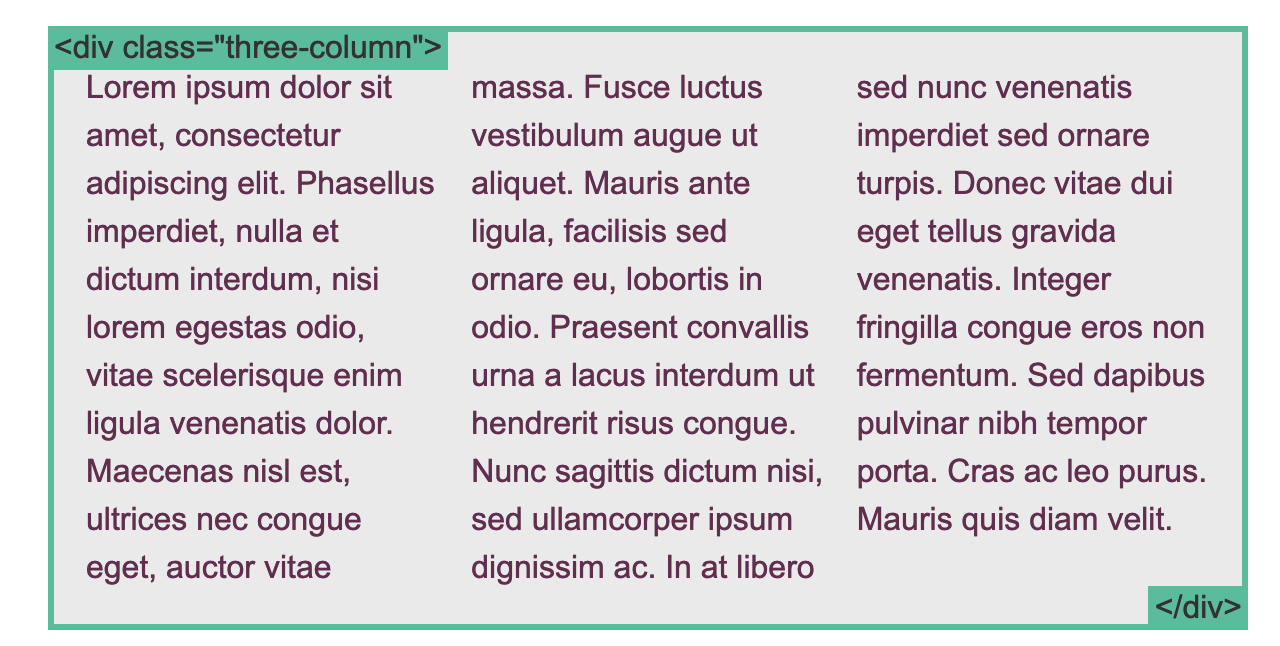 <div class="three-column">
Lorem ipsum dolor sit
amet, consectetur
adipiscing elit. Phasellus
imperdiet, nulla et
dictum interdum, nisi
lorem egestas odio,
vitae scelerisque enim
ligula venenatis dolor.
Maecenas nisl est,
ultrices nec congue
eget, auctor vitae
massa. Fusce luctus
vestibulum augue ut
aliquet. Mauris ante
ligula, facilisis sed
ornare eu, lobortis in
odio. Praesent convallis
urna a lacus interdum ut
hendrerit risus congue.
Nunc sagittis dictum nisi,
sed ullamcorper ipsum
dignissim ac. In at libero
sed nunc venenatis
imperdiet sed ornare
turpis. Donec vitae dui
eget tellus gravida
venenatis. Integer
fringilla congue eros non
fermentum. Sed dapibus
pulvinar nibh tempor
porta. Cras ac leo purus.
Mauris quis diam velit.
</div>